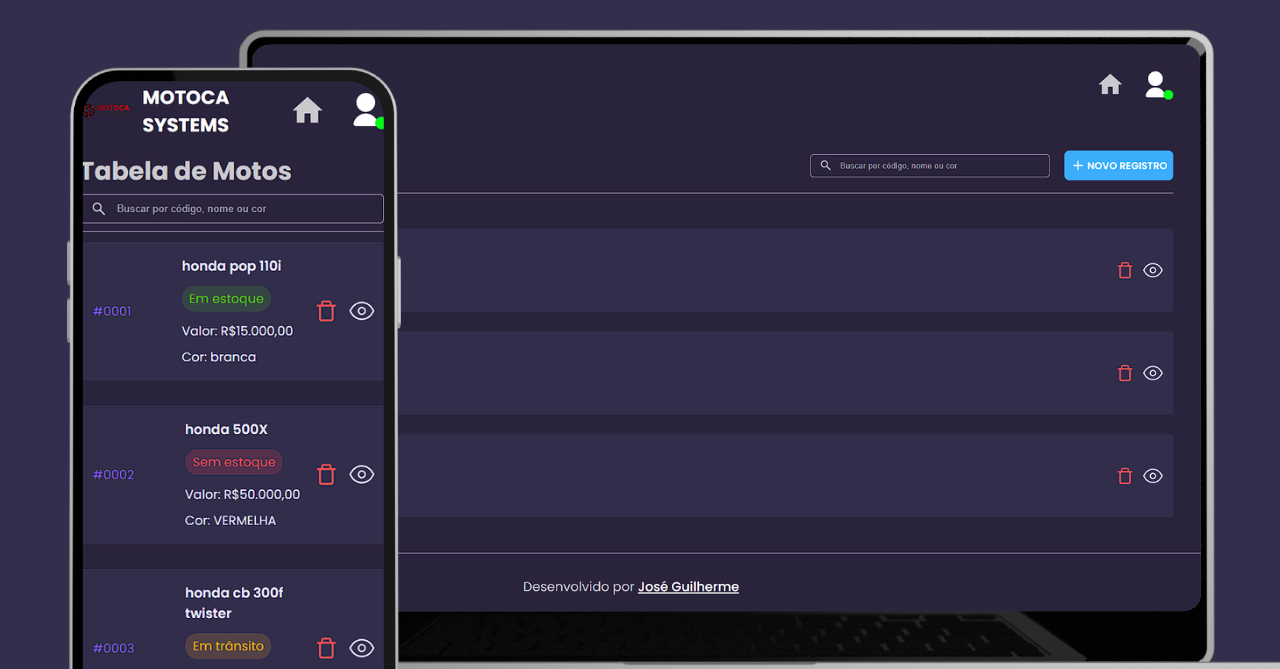 MOTOCA
MOTOCA
SYSTEMS
Tabela de Motos
Buscar por código, nome ou cor
#0001
honda pop 110i
Em estoque
Valor: R$15.000,00
Cor: branca
#0002
honda 500X
Sem estoque
Valor: R$50.000,00
Cor: VERMELHA
#0003
honda cb 300f
twister
Em trânsito
Buscar por código, nome ou cor
+ NOVO REGISTRO
Desenvolvido por José Guilherme